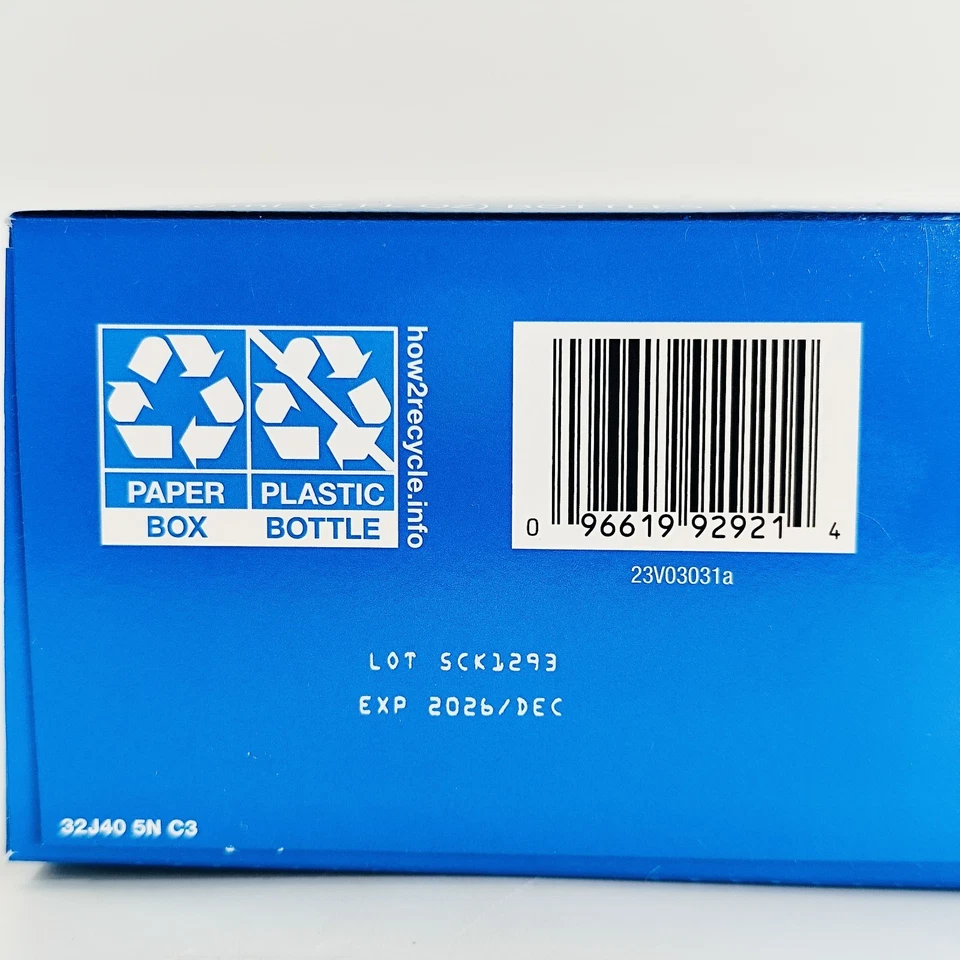 PAPER
BOX
PLASTIC
BOTTLE
how2recycle.info
0 96619 92921 4
23V03031a
LOT SCK1293
EXP 2026/DEC
32J40 5N C3